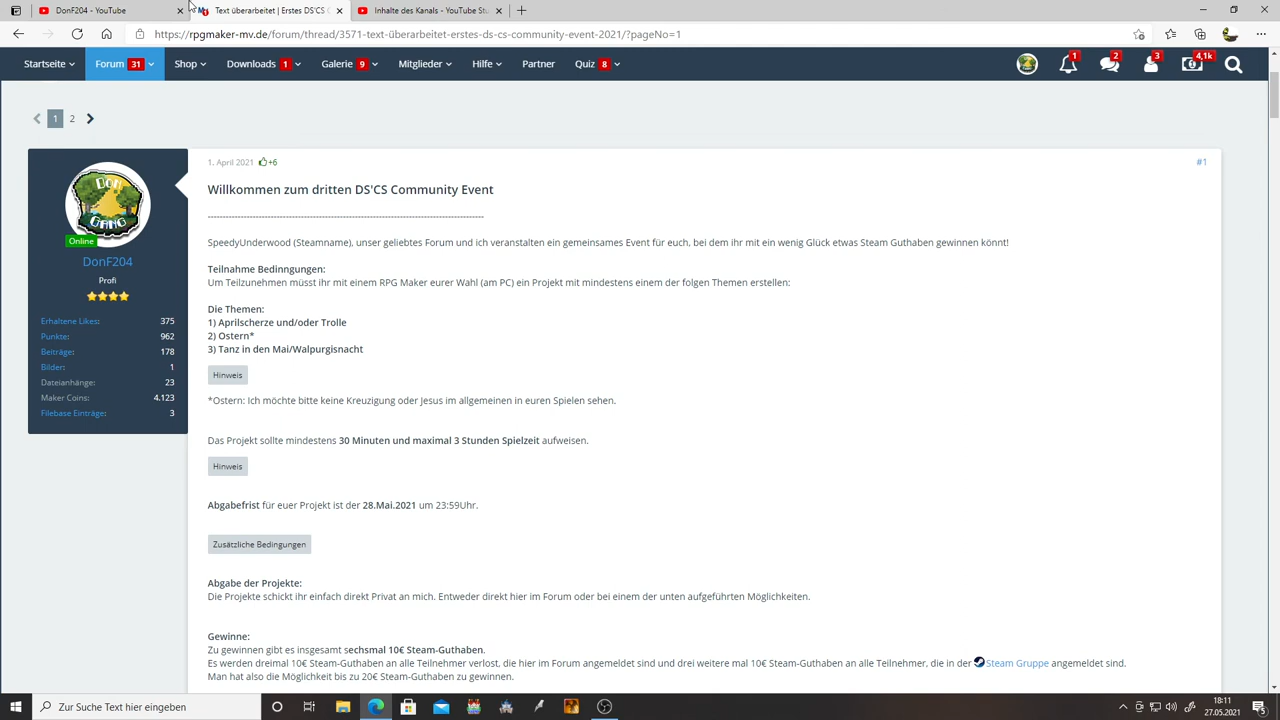 DonF204 - YouTube
Text überarbeitet | Erstes DS'CS C
Inhalte des Kanals - YouTube Stu
https://rpgmaker-mv.de/forum/thread/3571-text-überarbeitet-erstes-ds-cs-community-event-2021/?pageNo=1
Startseite Forum 31 Shop Downloads 1 Galerie 9 Mitglieder Hilfe Partner Quiz 8 1 2 3 4,1k
1 2
DON GANG
Online
DonF204
Profi
Erhaltene Likes: 375
Punkte: 962
Beiträge: 178
Bilder: 1
Dateianhänge: 23
Maker Coins: 4.123
Filebase Einträge: 3
1. April 2021 +6 #1
Willkommen zum dritten DS'CS Community Event
--------------------------------------------------------------------------------------------
SpeedyUnderwood (Steamname), unser geliebtes Forum und ich veranstalten ein gemeinsames Event für euch, bei dem ihr mit ein wenig Glück etwas Steam Guthaben gewinnen könnt!
Teilnahme Bedinngungen:
Um Teilzunehmen müsst ihr mit einem RPG Maker eurer Wahl (am PC) ein Projekt mit mindestens einem der folgen Themen erstellen:
Die Themen:
1) Aprilscherze und/oder Trolle
2) Ostern*
3) Tanz in den Mai/Walpurgisnacht
Hinweis
*Ostern: Ich möchte bitte keine Kreuzigung oder Jesus im allgemeinen in euren Spielen sehen.
Das Projekt sollte mindestens 30 Minuten und maximal 3 Stunden Spielzeit aufweisen.
Hinweis
Abgabefrist für euer Projekt ist der 28.Mai.2021 um 23:59Uhr.
Zusätzliche Bedingungen
Abgabe der Projekte:
Die Projekte schickt ihr einfach direkt Privat an mich. Entweder direkt hier im Forum oder bei einem der unten aufgeführten Möglichkeiten.
Gewinne:
Zu gewinnen gibt es insgesamt sechsmal 10€ Steam-Guthaben.
Es werden dreimal 10€ Steam-Guthaben an alle Teilnehmer verlost, die hier im Forum angemeldet sind und drei weitere mal 10€ Steam-Guthaben an alle Teilnehmer, die in der Steam Gruppe angemeldet sind.
Man hat also die Möglichkeit bis zu 20€ Steam-Guthaben zu gewinnen.
Zur Suche Text hier eingeben
18:11
27.05.2021
5